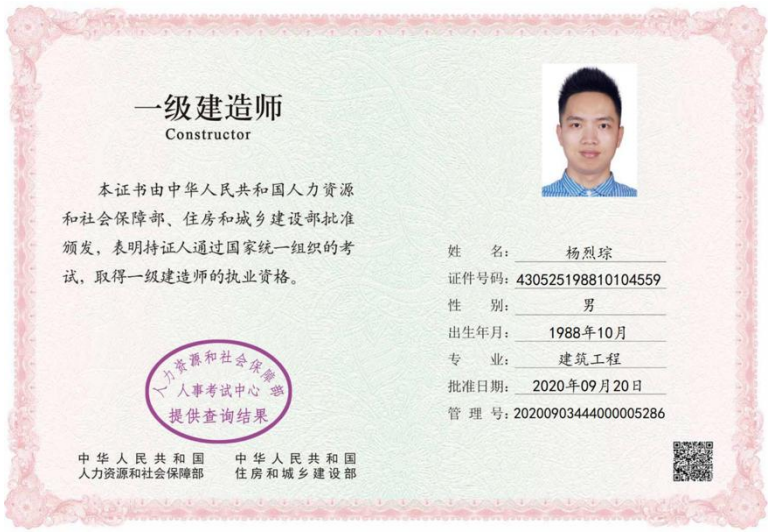 一级建造师
Constructor
本证书由中华人民共和国人力资源
和社会保障部、住房和城乡建设部批准
颁发，表明持证人通过国家统一组织的考
试，取得一级建造师的执业资格。
人力资源和社会保障部
人事考试中心
提供查询结果
中华人民共和国
人力资源和社会保障部
中华人民共和国
住房和城乡建设部
姓 名： 杨烈琮
证件号码： 430525198810104559
性 别： 男
出生年月： 1988年10月
专 业： 建筑工程
批准日期： 2020年09月20日
管 理 号： 20200903444000005286